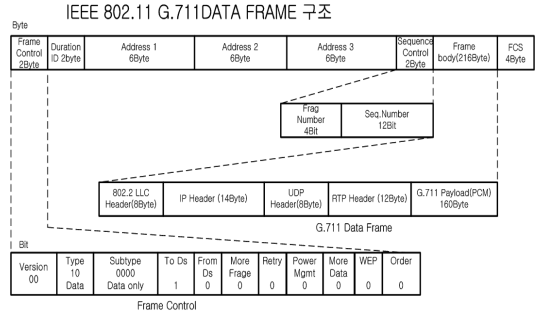 IEEE 802.11 G.711DATA FRAME 구조
Byte
Frame Control 2Byte
Duration ID 2byte
Address 1 6Byte
Address 2 6Byte
Address 3 6Byte
Sequence Control 2Byte
Frame body(216Byte)
FCS 4Byte
Frag Number 4Bit
Seq.Number 12Bit
802.2 LLC Header(8Byte)
IP Header (14Byte)
UDP Header(8Byte)
RTP Header (12Byte)
G.711 Payload(PCM) 160Byte
G.711 Data Frame
Bit
Version 00
Type 10 Data
Subtype 0000 Data only
To Ds 1
From Ds 0
More Frage 0
Retry 0
Power Mgmt 0
More Data 0
WEP 0
Order 0
Frame Control